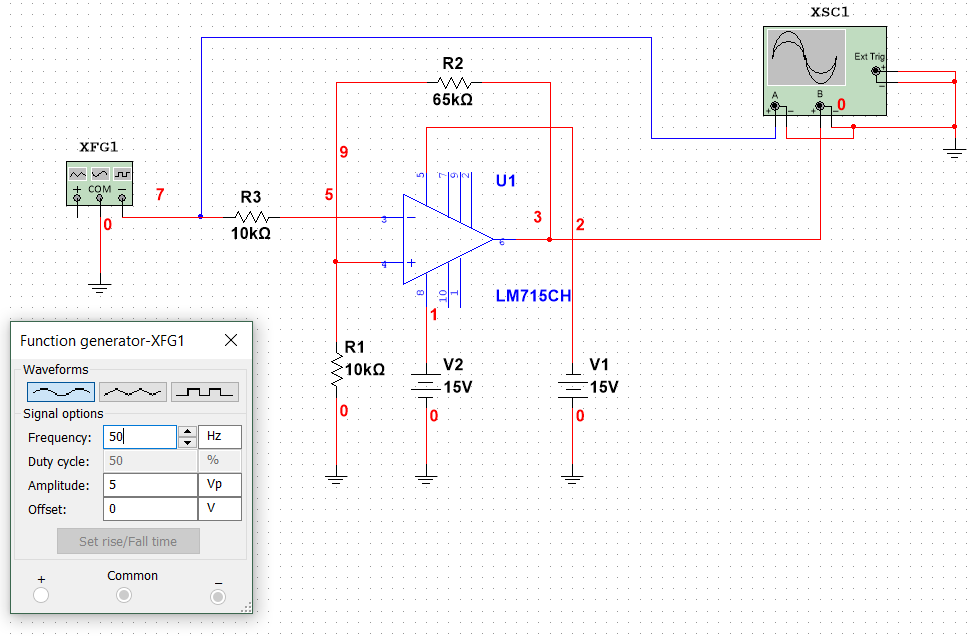 XSC1
Ext Trig
+
−
A
B
+ − + −
0
R2
65kΩ
9
XFG1
+ COM −
7
0
R3
10kΩ
5
5 7 9 2
U1
3
−
4
+
6
3
2
8 10 1
LM715CH
1
R1
10kΩ
0
V2
15V
0
V1
15V
0
Function generator-XFG1
Waveforms
Signal options
Frequency: 50 Hz
Duty cycle: 50 %
Amplitude: 5 Vp
Offset: 0 V
Set rise/Fall time
+ Common −